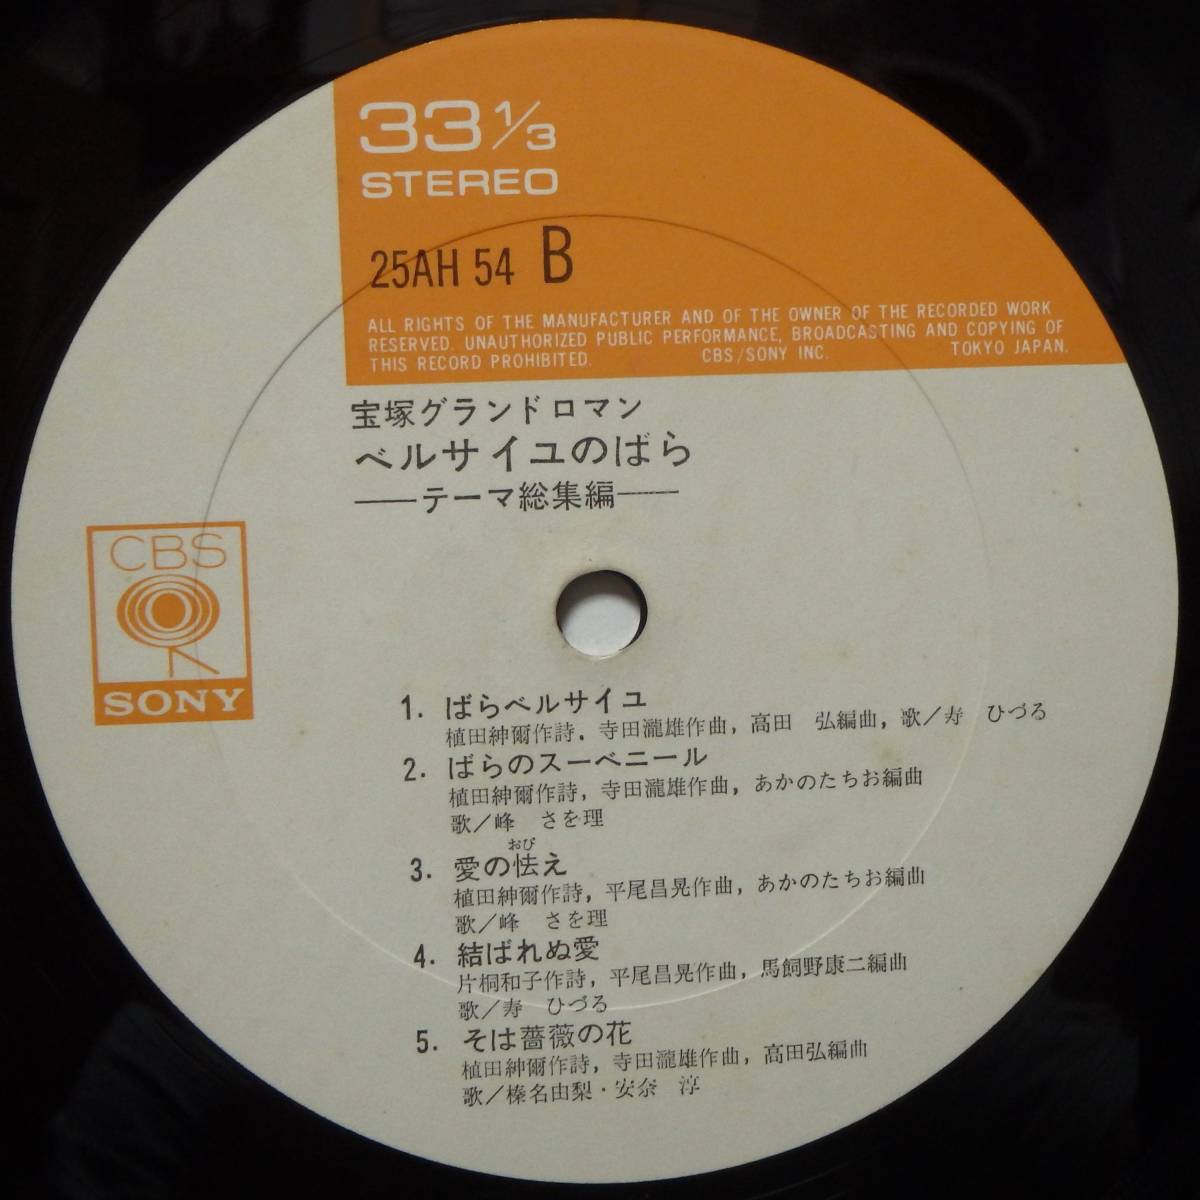 33 1/3
STEREO
25AH 54 B
ALL RIGHTS OF THE MANUFACTURER AND OF THE OWNER OF THE RECORDED WORK
RESERVED. UNAUTHORIZED PUBLIC PERFORMANCE, BROADCASTING AND COPYING OF
THIS RECORD PROHIBITED. CBS/SONY INC. TOKYO JAPAN.
宝塚グランドロマン
ベルサイユのばら
——テーマ総集編——
CBS
SONY
1. ばらベルサイユ
植田紳爾作詩, 寺田瀧雄作曲, 高田 弘編曲, 歌/寿 ひづる
2. ばらのスーベニール
植田紳爾作詩, 寺田瀧雄作曲, あかのたちお編曲
歌/峰 さを理
おび
3. 愛の怯え
植田紳爾作詩, 平尾昌晃作曲, あかのたちお編曲
歌/峰 さを理
4. 結ばれぬ愛
片桐和子作詩, 平尾昌晃作曲, 馬飼野康二編曲
歌/寿 ひづる
5. そは薔薇の花
植田紳爾作詩, 寺田瀧雄作曲, 高田弘編曲
歌/榛名由梨・安奈 淳